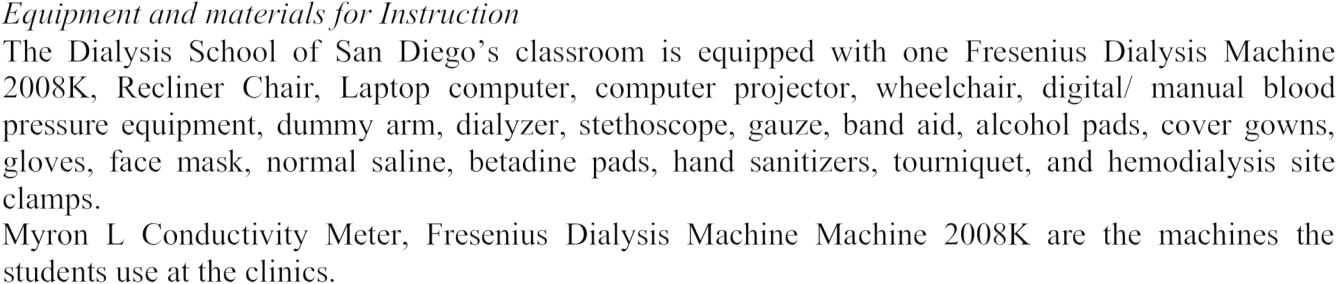 Equipment and materials for Instruction
The Dialysis School of San Diego's classroom is equipped with one Fresenius Dialysis Machine
2008K, Recliner Chair, Laptop computer, computer projector, wheelchair, digital/ manual blood
pressure equipment, dummy arm, dialyzer, stethoscope, gauze, band aid, alcohol pads, cover gowns,
gloves, face mask, normal saline, betadine pads, hand sanitizers, tourniquet, and hemodialysis site
clamps.
Myron L Conductivity Meter, Fresenius Dialysis Machine Machine 2008K are the machines the
students use at the clinics.